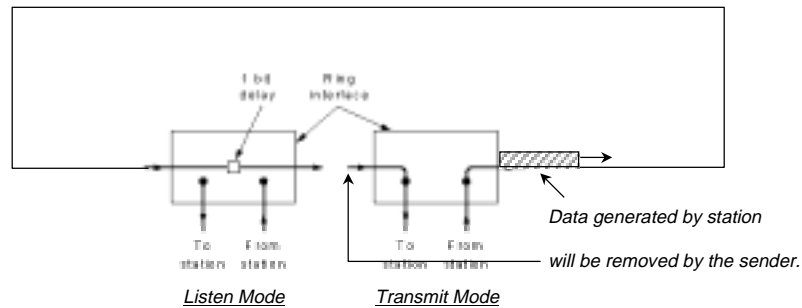 1 bit
delay
Ring
interface
To
station
From
station
To
station
From
station
Data generated by station
will be removed by the sender.
Listen Mode
Transmit Mode